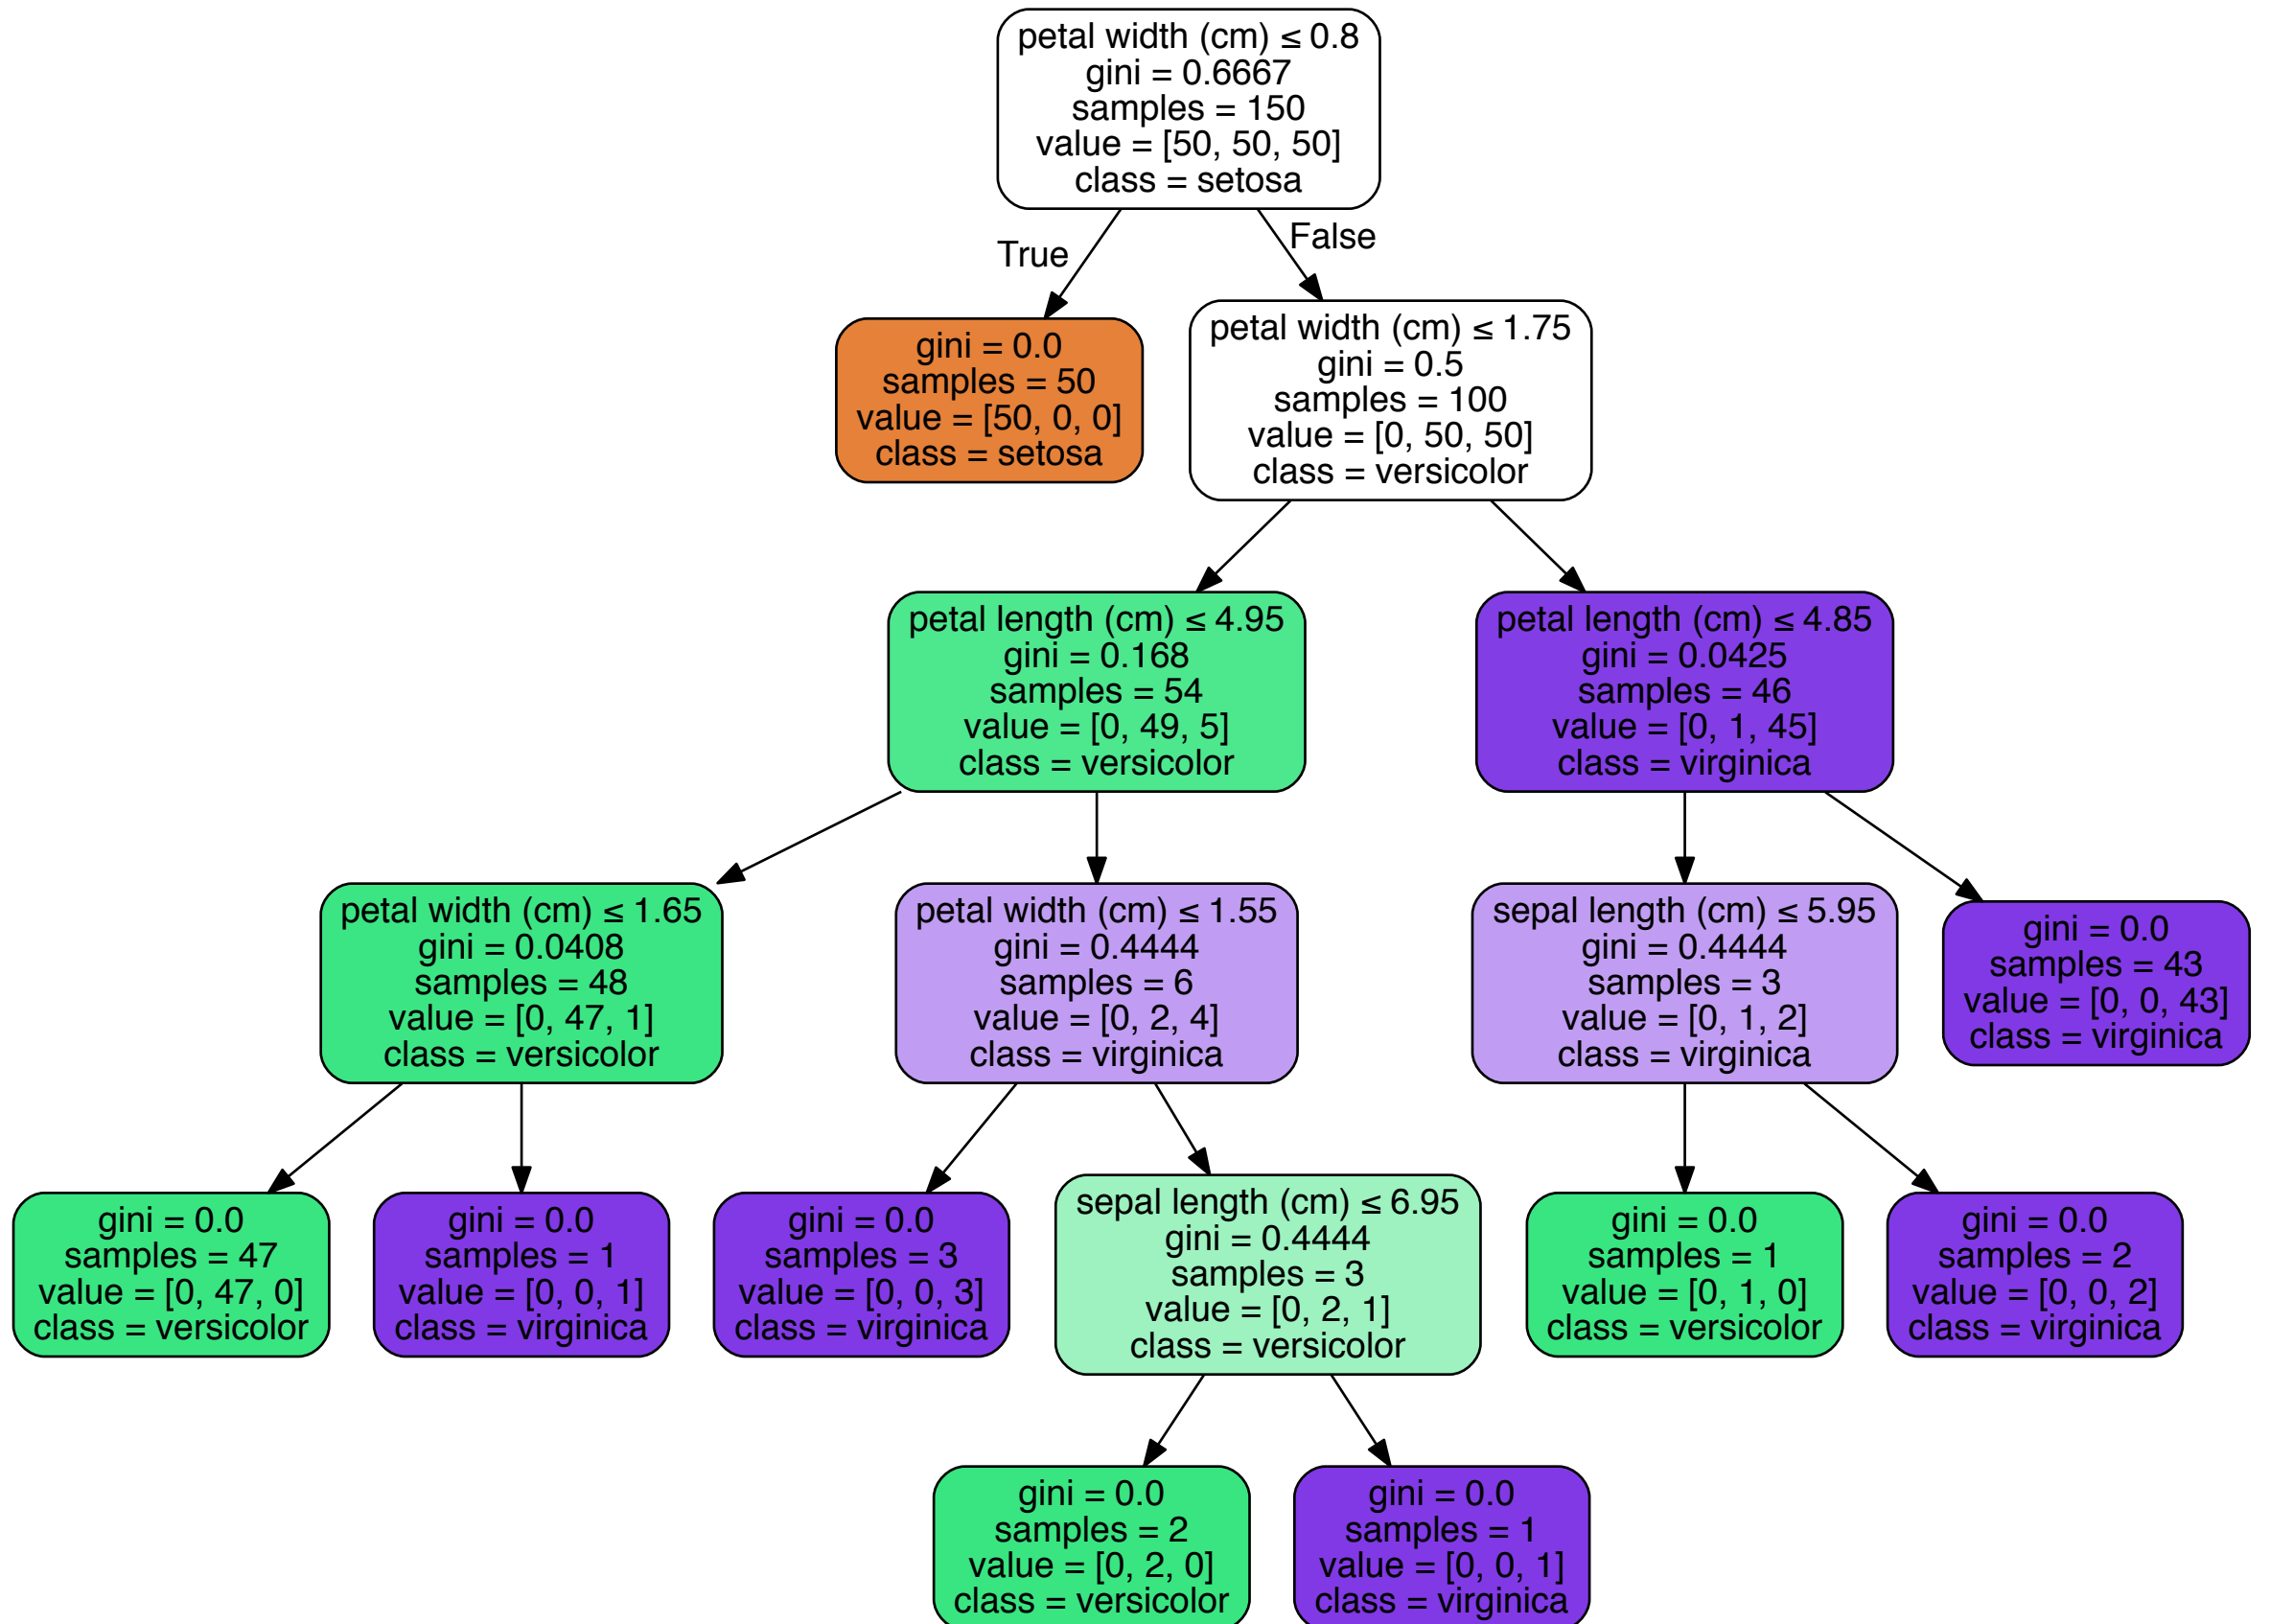 petal width (cm) ≤ 0.8
gini = 0.6667
samples = 150
value = [50, 50, 50]
class = setosa
True
False
gini = 0.0
samples = 50
value = [50, 0, 0]
class = setosa
petal width (cm) ≤ 1.75
gini = 0.5
samples = 100
value = [0, 50, 50]
class = versicolor
petal length (cm) ≤ 4.95
gini = 0.168
samples = 54
value = [0, 49, 5]
class = versicolor
petal length (cm) ≤ 4.85
gini = 0.0425
samples = 46
value = [0, 1, 45]
class = virginica
petal width (cm) ≤ 1.65
gini = 0.0408
samples = 48
value = [0, 47, 1]
class = versicolor
petal width (cm) ≤ 1.55
gini = 0.4444
samples = 6
value = [0, 2, 4]
class = virginica
sepal length (cm) ≤ 5.95
gini = 0.4444
samples = 3
value = [0, 1, 2]
class = virginica
gini = 0.0
samples = 43
value = [0, 0, 43]
class = virginica
gini = 0.0
samples = 47
value = [0, 47, 0]
class = versicolor
gini = 0.0
samples = 1
value = [0, 0, 1]
class = virginica
gini = 0.0
samples = 3
value = [0, 0, 3]
class = virginica
sepal length (cm) ≤ 6.95
gini = 0.4444
samples = 3
value = [0, 2, 1]
class = versicolor
gini = 0.0
samples = 1
value = [0, 1, 0]
class = versicolor
gini = 0.0
samples = 2
value = [0, 0, 2]
class = virginica
gini = 0.0
samples = 2
value = [0, 2, 0]
class = versicolor
gini = 0.0
samples = 1
value = [0, 0, 1]
class = virginica